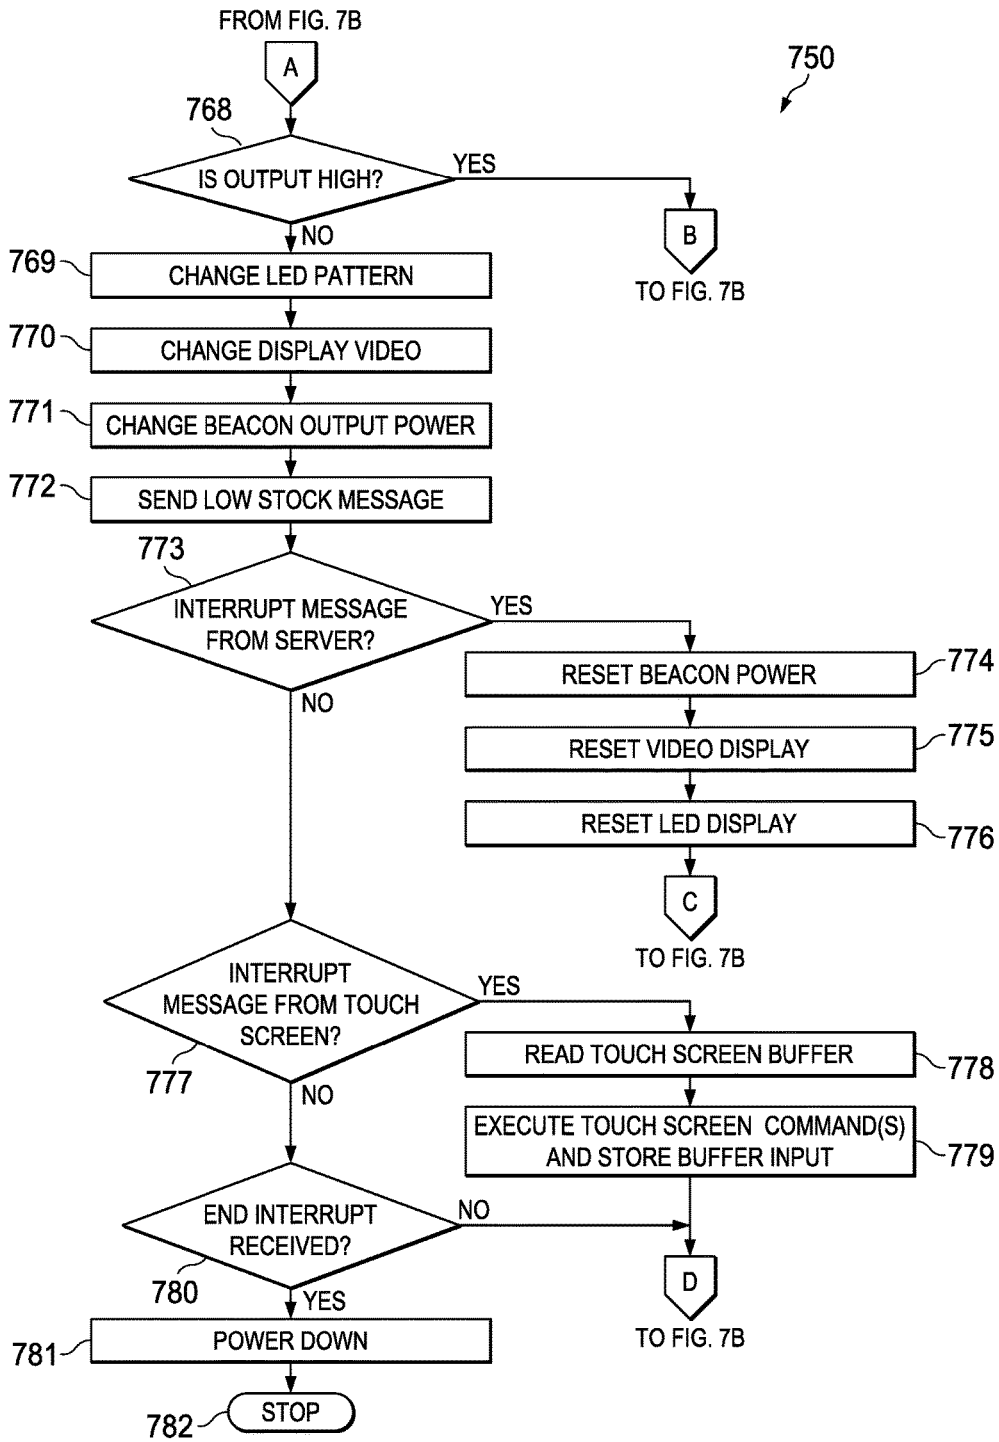 FROM FIG. 7B
A
750
768
IS OUTPUT HIGH?
YES
B
TO FIG. 7B
NO
769
CHANGE LED PATTERN
770
CHANGE DISPLAY VIDEO
771
CHANGE BEACON OUTPUT POWER
772
SEND LOW STOCK MESSAGE
773
INTERRUPT MESSAGE
FROM SERVER?
YES
NO
RESET BEACON POWER
774
RESET VIDEO DISPLAY
775
RESET LED DISPLAY
776
C
TO FIG. 7B
INTERRUPT
MESSAGE FROM TOUCH
SCREEN?
YES
777
NO
READ TOUCH SCREEN BUFFER
778
EXECUTE TOUCH SCREEN COMMAND(S)
AND STORE BUFFER INPUT
779
END INTERRUPT
RECEIVED?
NO
780
YES
D
TO FIG. 7B
781
POWER DOWN
782
STOP